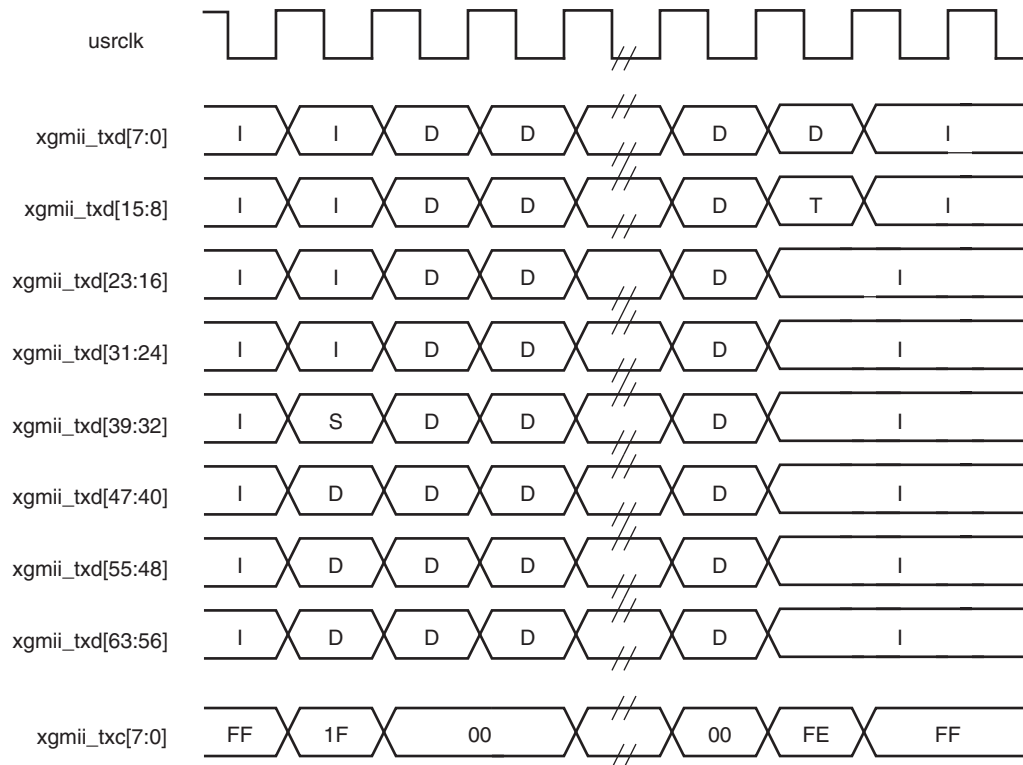 usrclk
xgmii_txd[7:0] I I D D D D I
xgmii_txd[15:8] I I D D D T I
xgmii_txd[23:16] I I D D D I
xgmii_txd[31:24] I I D D D I
xgmii_txd[39:32] I S D D D I
xgmii_txd[47:40] I D D D D I
xgmii_txd[55:48] I D D D D I
xgmii_txd[63:56] I D D D D I
xgmii_txc[7:0] FF 1F 00 00 FE FF